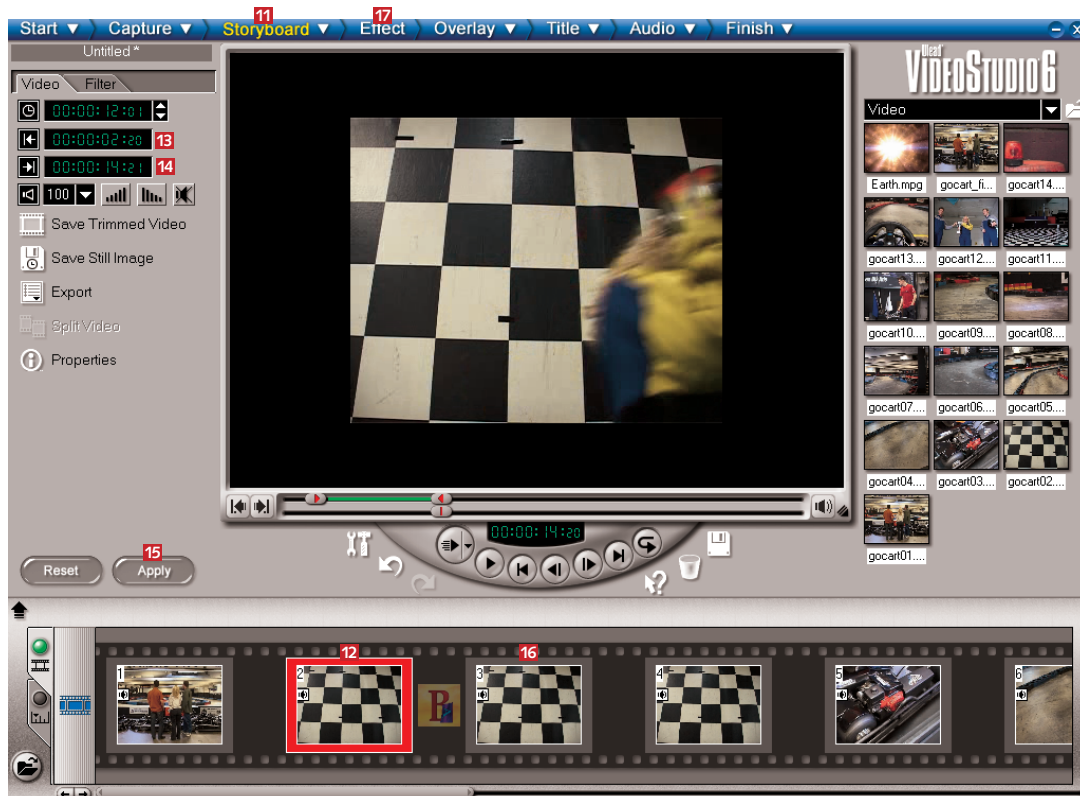 11
17
Start ▼ Capture ▼ Storyboard ▼ Effect Overlay ▼ Title ▼ Audio ▼ Finish ▼
Untitled *
Video Filter
00:00:12:01
00:00:02:20 13
00:00:14:21 14
100
Save Trimmed Video
Save Still Image
Export
Split Video
Properties
15
Reset Apply
00:00:14:20
Ulead
VIDEOSTUDIO 6
Video
Earth.mpg gocart_fi... gocart14....
gocart13.... gocart12.... gocart11....
gocart10.... gocart09.... gocart08....
gocart07.... gocart06.... gocart05....
gocart04.... gocart03.... gocart02....
gocart01....
12 16
1 2 B 3 4 5 6